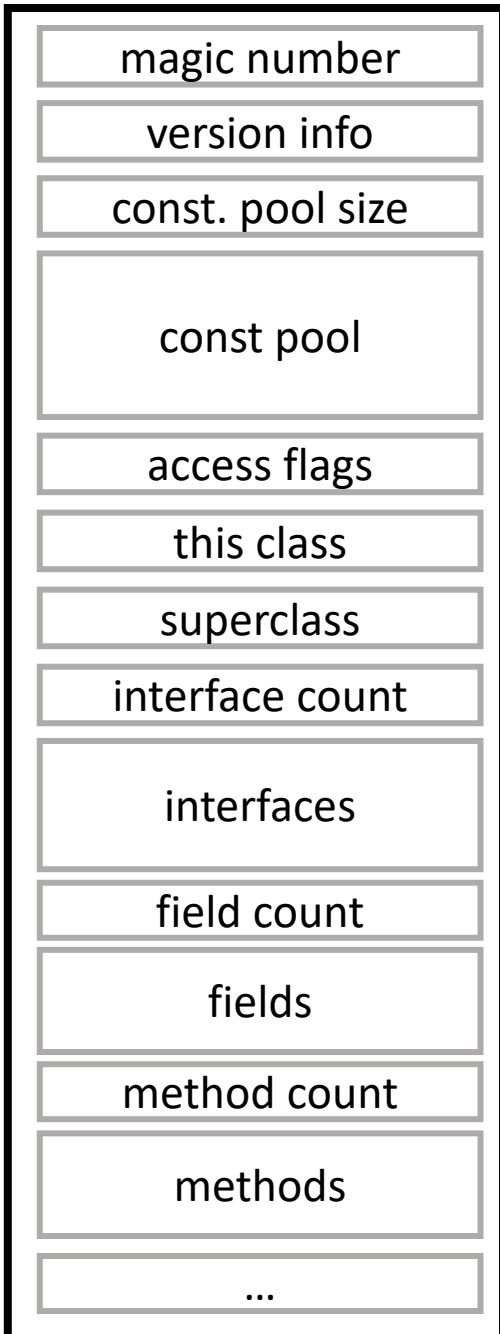 magic number
version info
const. pool size
const pool
access flags
this class
superclass
interface count
interfaces
field count
fields
method count
methods
...